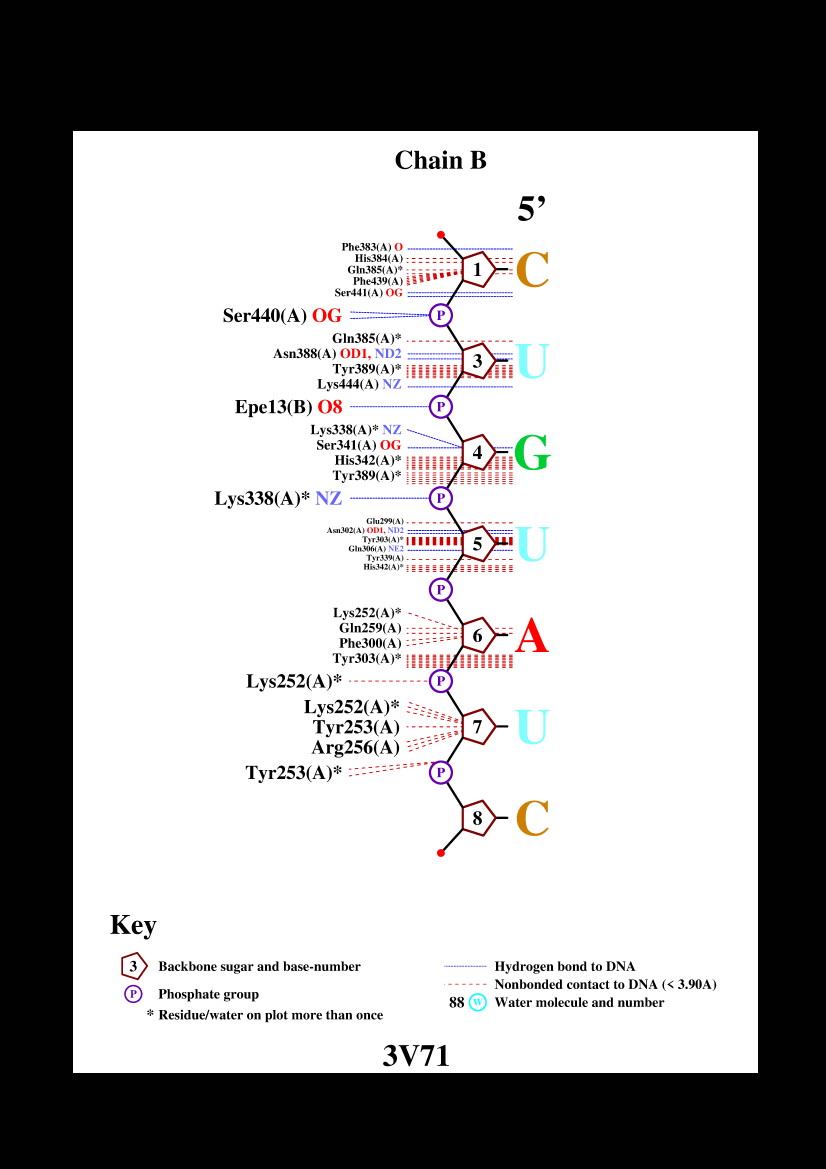 Chain B
5’
Phe383(A) O
His384(A)
Gln385(A)*
Phe439(A)
Ser441(A) OG
1 C
Ser440(A) OG P
Gln385(A)*
Asn388(A) OD1, ND2
Tyr389(A)*
Lys444(A) NZ
3 U
Epe13(B) O8 P
Lys338(A)* NZ
Ser341(A) OG
His342(A)*
Tyr389(A)*
4 G
Lys338(A)* NZ P
Glu299(A)
Asn302(A) OD1, ND2
Tyr303(A)*
Gln306(A) NE2
Tyr339(A)
His342(A)*
5 U
P
Lys252(A)*
Gln259(A)
Phe300(A)
Tyr303(A)*
6 A
Lys252(A)* P
Lys252(A)*
Tyr253(A)
Arg256(A)
7 U
Tyr253(A)* P
8 C
Key
3 Backbone sugar and base-number
P Phosphate group
* Residue/water on plot more than once
Hydrogen bond to DNA
Nonbonded contact to DNA (< 3.90A)
88 W Water molecule and number
3V71